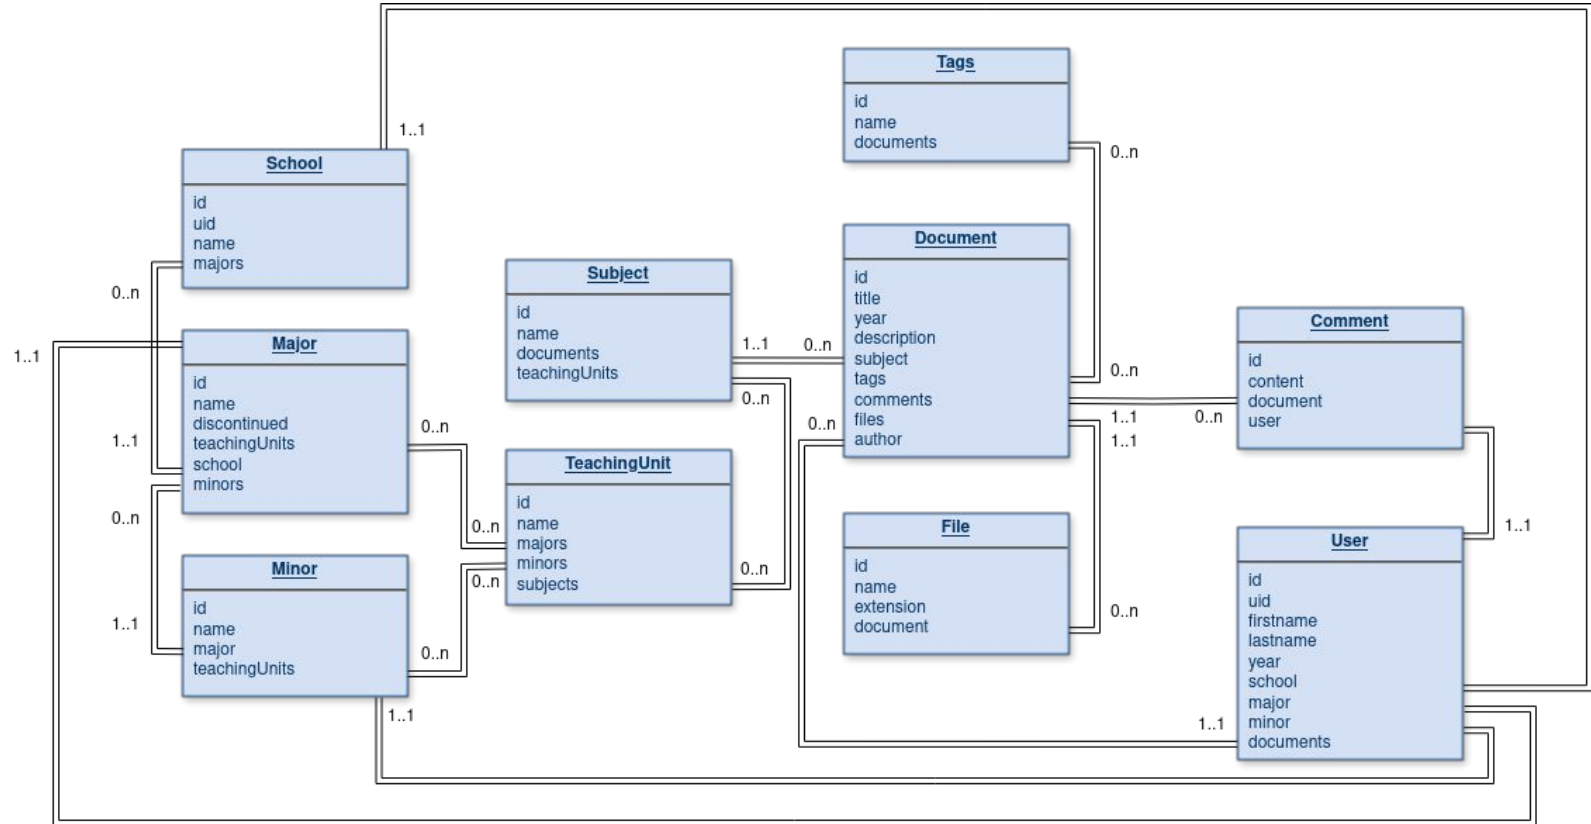 Tags
id
name
documents
0..n
1..1
School
id
uid
name
majors
0..n
Subject
id
name
documents
teachingUnits
1..1
0..n
0..n
Document
id
title
year
description
subject
tags
comments
files
author
0..n
1..1
1..1
0..n
0..n
Comment
id
content
document
user
1..1
Major
id
name
discontinued
teachingUnits
school
minors
1..1
1..1
0..n
0..n
TeachingUnit
id
name
majors
minors
subjects
0..n
0..n
0..n
File
id
name
extension
document
0..n
User
id
uid
firstname
lastname
year
school
major
minor
documents
1..1
1..1
Minor
id
name
major
teachingUnits
1..1
0..n
1..1